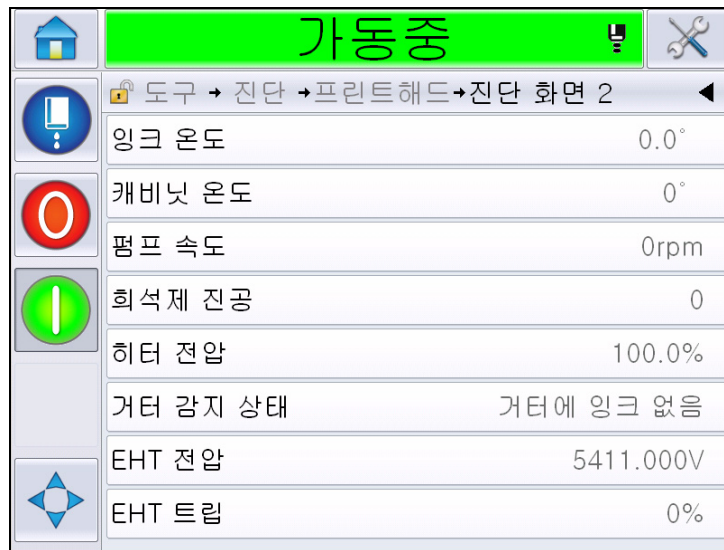 가동중
도구 → 진단 →프린트해드→진단 화면 2
잉크 온도 0.0°
캐비닛 온도 0°
펌프 속도 0rpm
희석제 진공 0
히터 전압 100.0%
거터 감지 상태 거터에 잉크 없음
EHT 전압 5411.000V
EHT 트립 0%